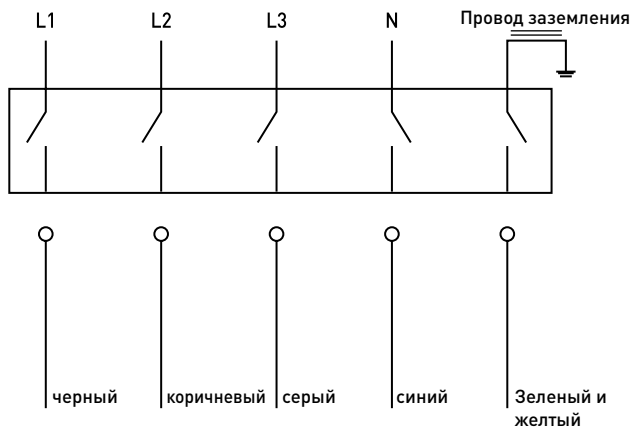 L1 L2 L3 N Провод заземления
черный коричневый серый синий Зеленый и
желтый